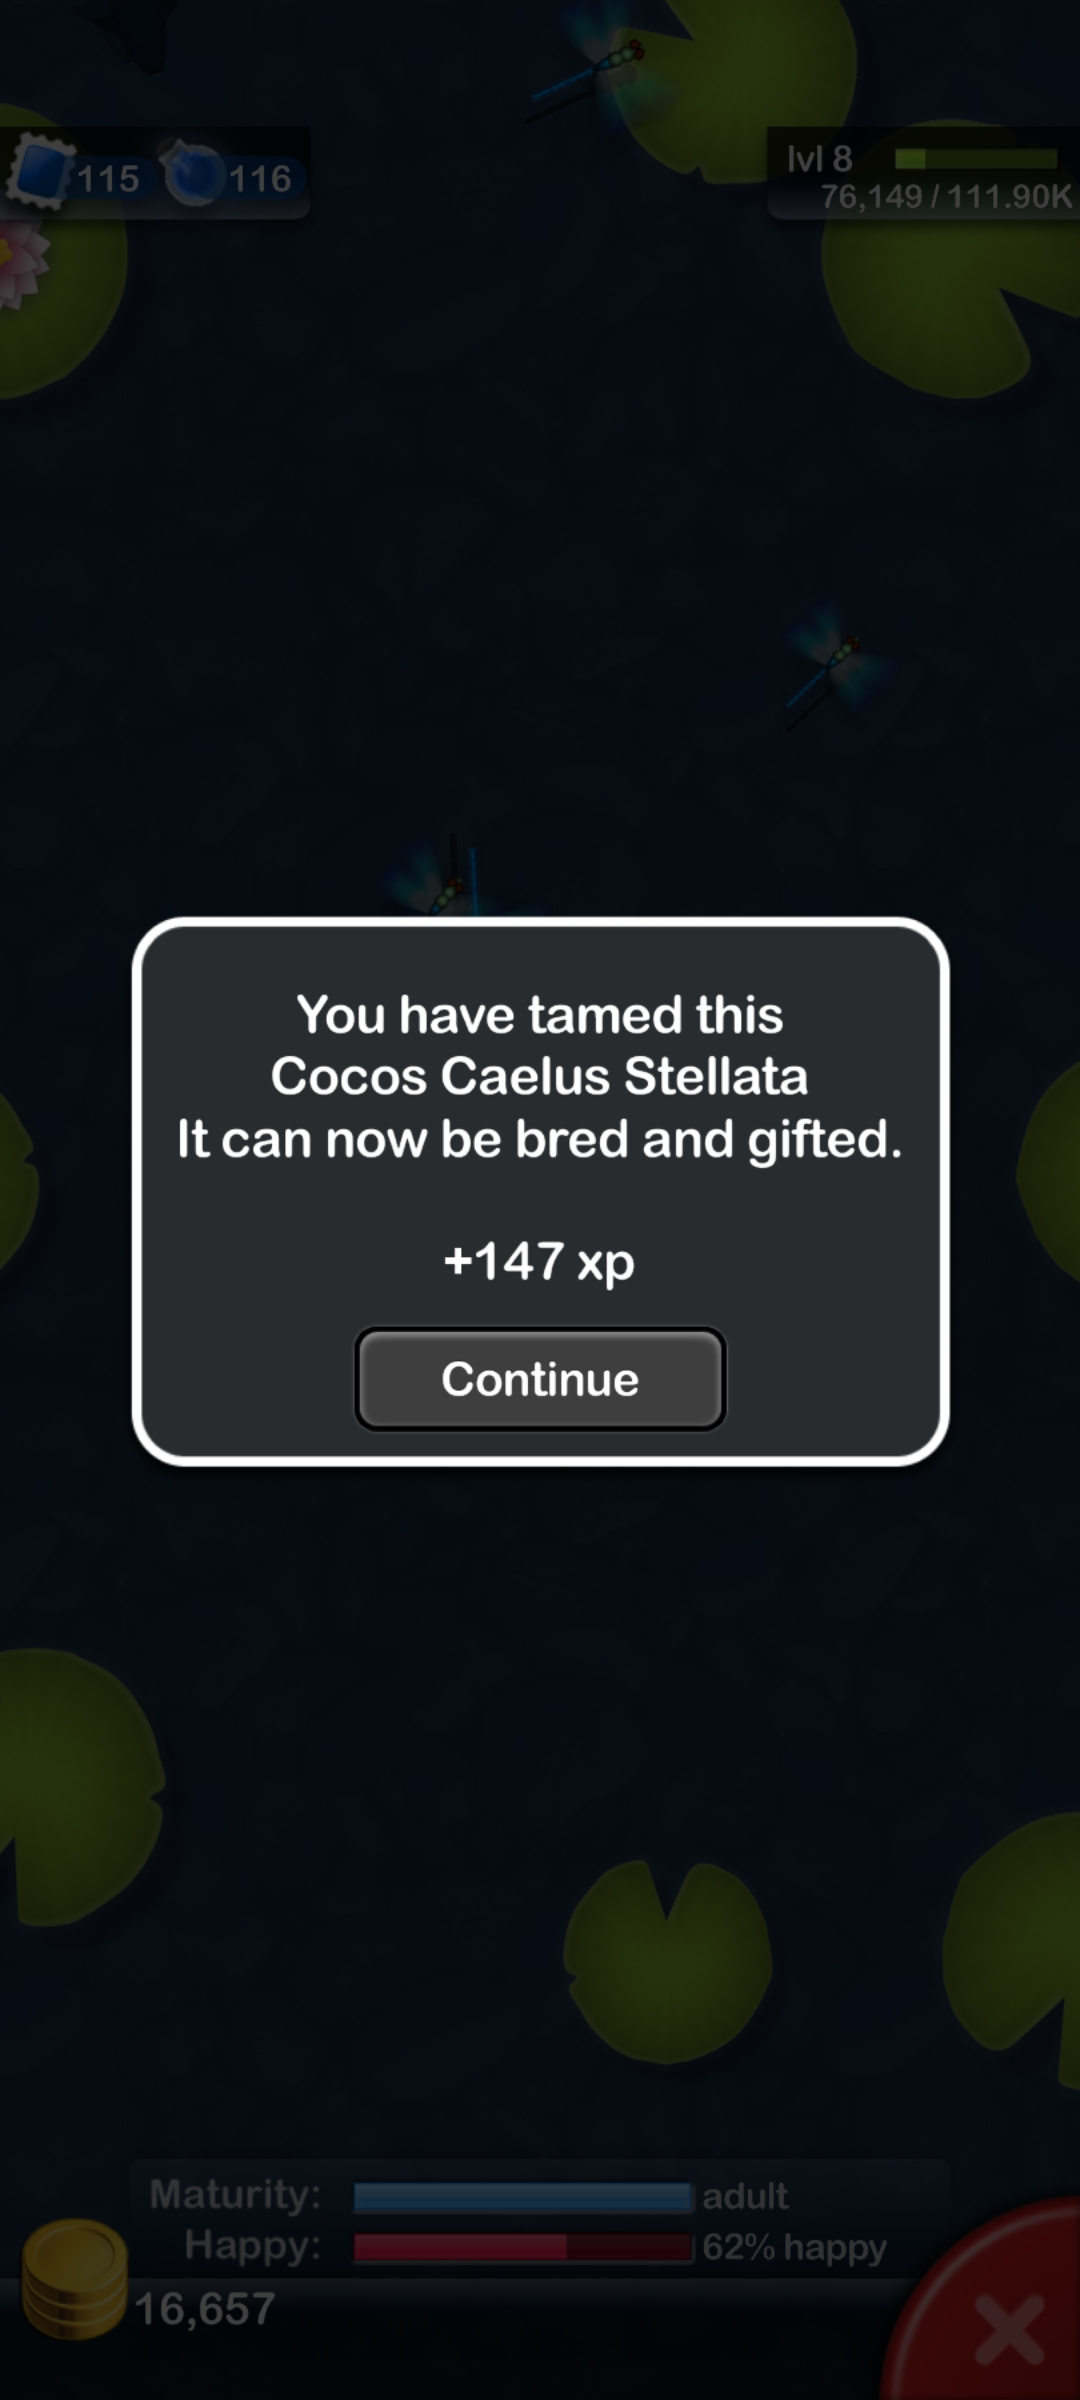 115 116
lvl 8
76,149 / 111.90K
You have tamed this
Cocos Caelus Stellata
It can now be bred and gifted.
+147 xp
Continue
Maturity: adult
Happy: 62% happy
16,657